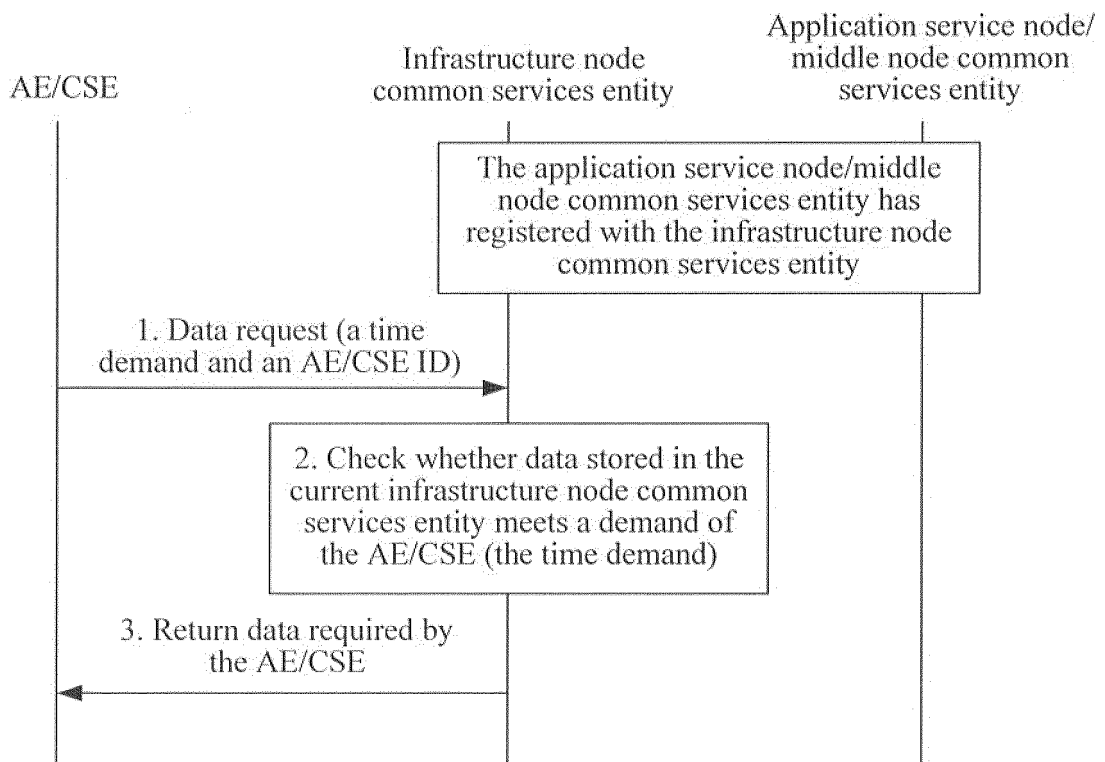 AE/CSE
Infrastructure node
common services entity
Application service node/
middle node common
services entity
The application service node/middle
node common services entity has
registered with the infrastructure node
common services entity
1. Data request (a time
demand and an AE/CSE ID)
2. Check whether data stored in the
current infrastructure node common
services entity meets a demand of
the AE/CSE (the time demand)
3. Return data required by
the AE/CSE